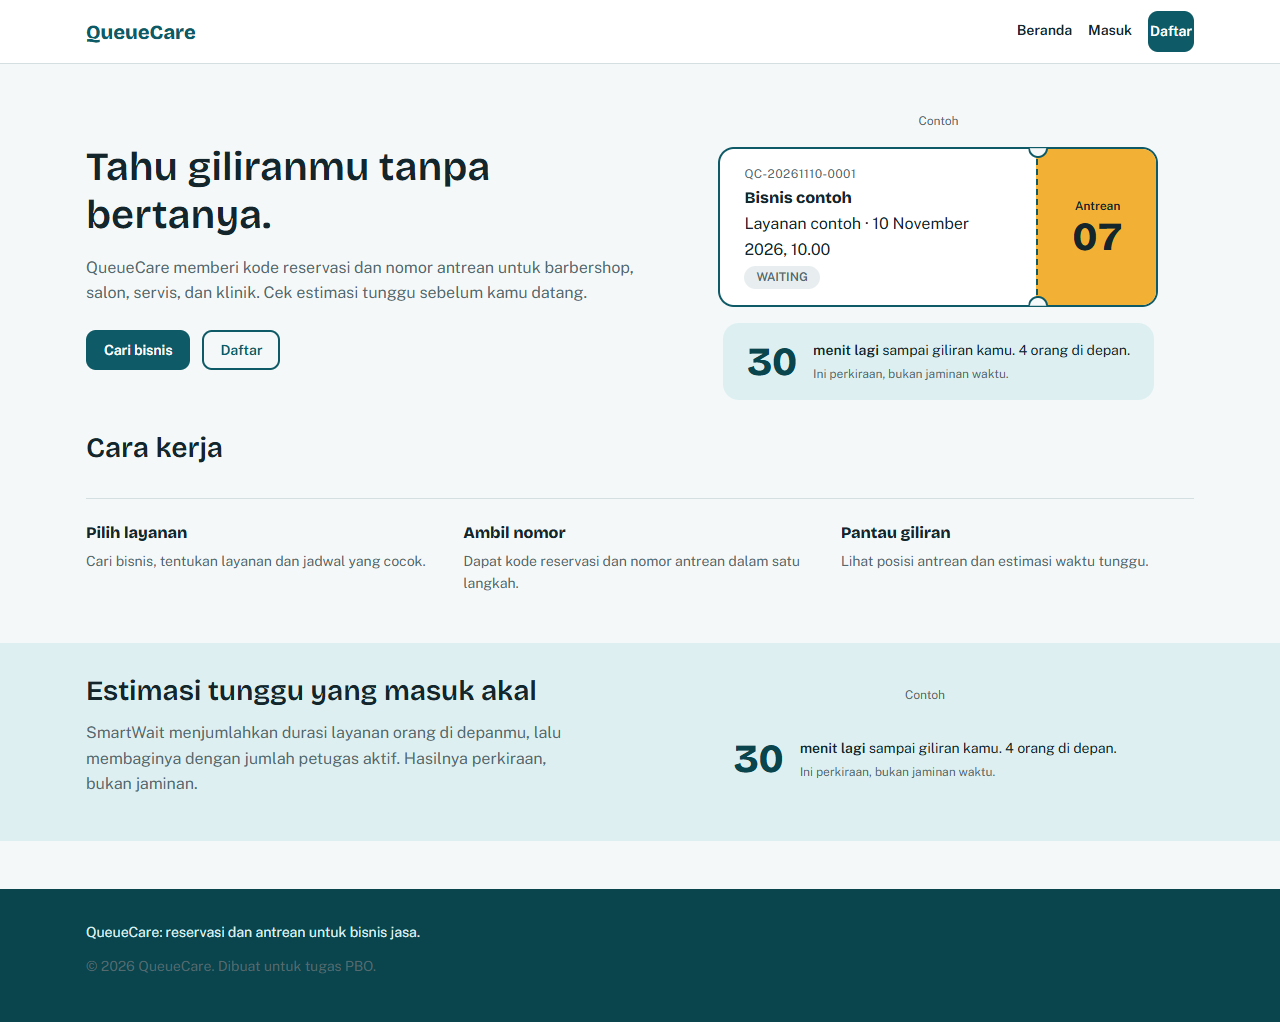 QueueCare
Beranda Masuk Daftar
Tahu giliranmu tanpa
bertanya.
QueueCare memberi kode reservasi dan nomor antrean untuk barbershop,
salon, servis, dan klinik. Cek estimasi tunggu sebelum kamu datang.
Cari bisnis Daftar
Contoh
QC-20261110-0001
Bisnis contoh
Layanan contoh · 10 November
2026, 10.00
WAITING
Antrean
07
30
menit lagi sampai giliran kamu. 4 orang di depan.
Ini perkiraan, bukan jaminan waktu.
Cara kerja
Pilih layanan
Cari bisnis, tentukan layanan dan jadwal yang cocok.
Ambil nomor
Dapat kode reservasi dan nomor antrean dalam satu
langkah.
Pantau giliran
Lihat posisi antrean dan estimasi waktu tunggu.
Estimasi tunggu yang masuk akal
SmartWait menjumlahkan durasi layanan orang di depanmu, lalu
membaginya dengan jumlah petugas aktif. Hasilnya perkiraan,
bukan jaminan.
Contoh
30
menit lagi sampai giliran kamu. 4 orang di depan.
Ini perkiraan, bukan jaminan waktu.
QueueCare: reservasi dan antrean untuk bisnis jasa.
© 2026 QueueCare. Dibuat untuk tugas PBO.